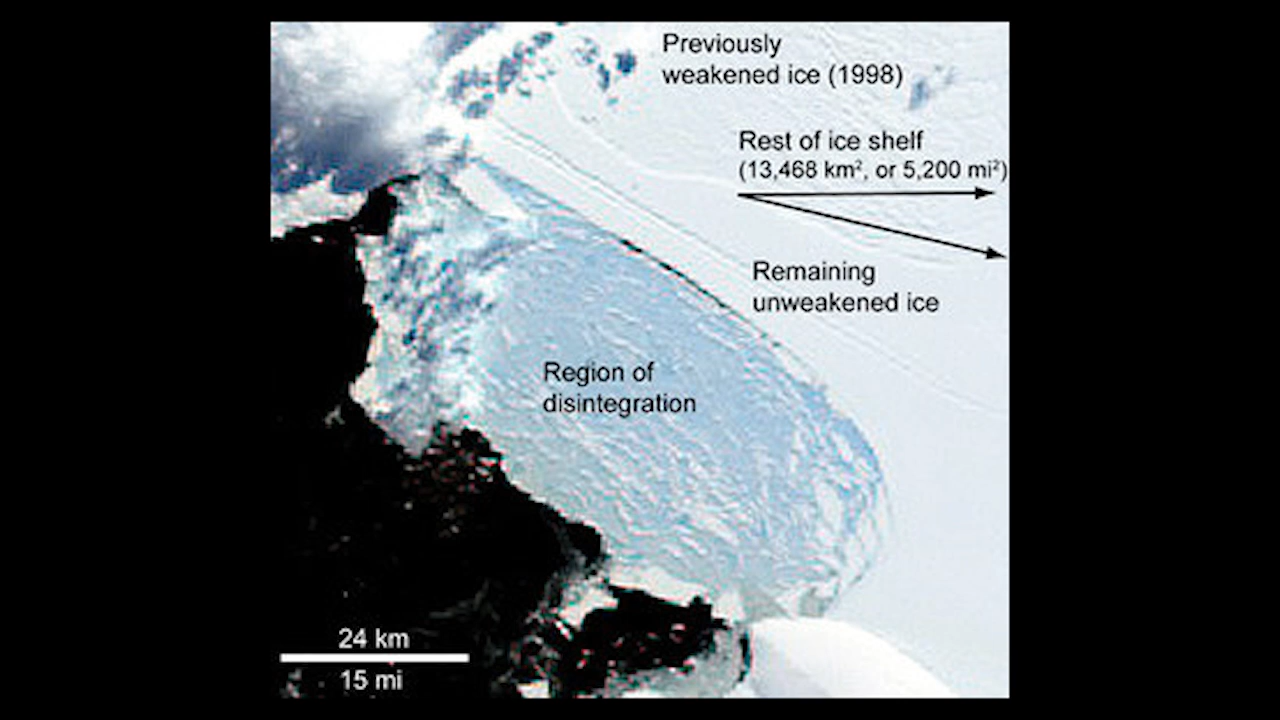 Previously
weakened ice (1998)
Rest of ice shelf
(13,468 km², or 5,200 mi²)
Remaining
unweakened ice
Region of
disintegration
24 km
15 mi